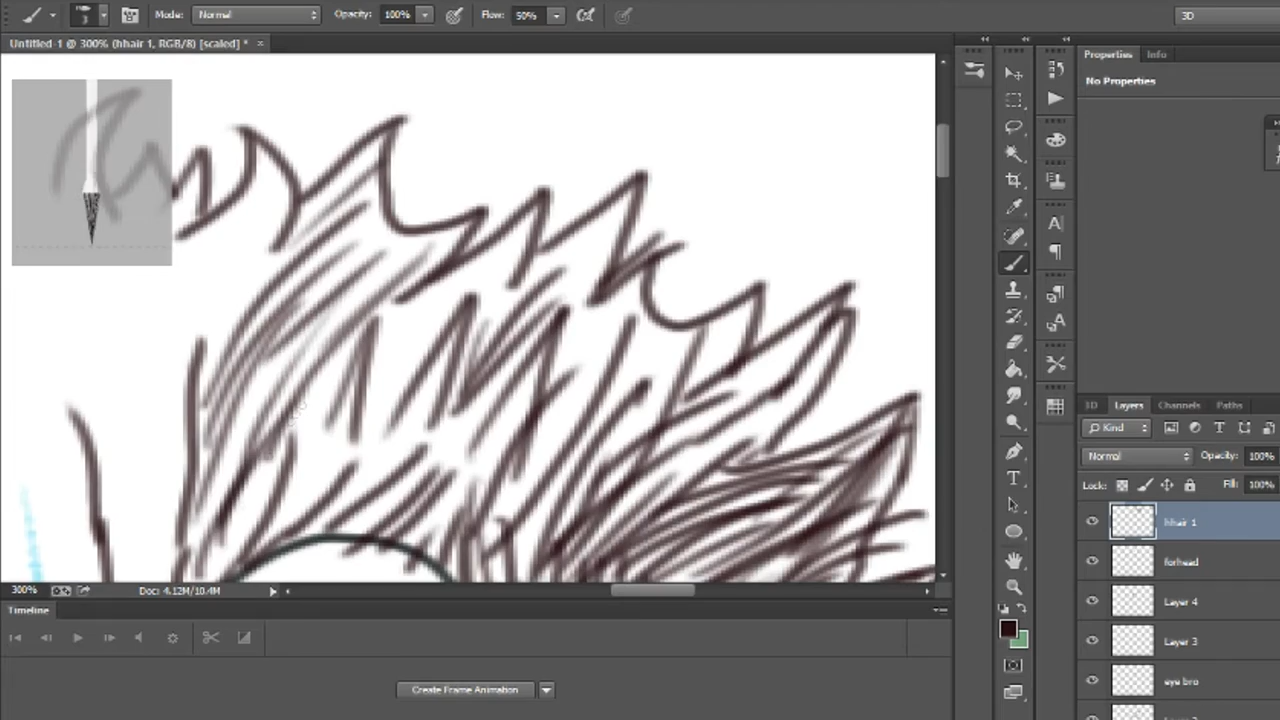 3 Mode: Normal Opacity: 100% Flow: 50% 3D
Untitled-1 @ 300% (hhair 1, RGB/8) [scaled] * ×
Properties Info
No Properties
3D Layers Channels Paths
Kind
Normal Opacity: 100%
Lock: Fill: 100%
hhair 1
forhead
Layer 4
Layer 3
eye bro
300% Doc: 4.12M/10.4M
Timeline
Create Frame Animation